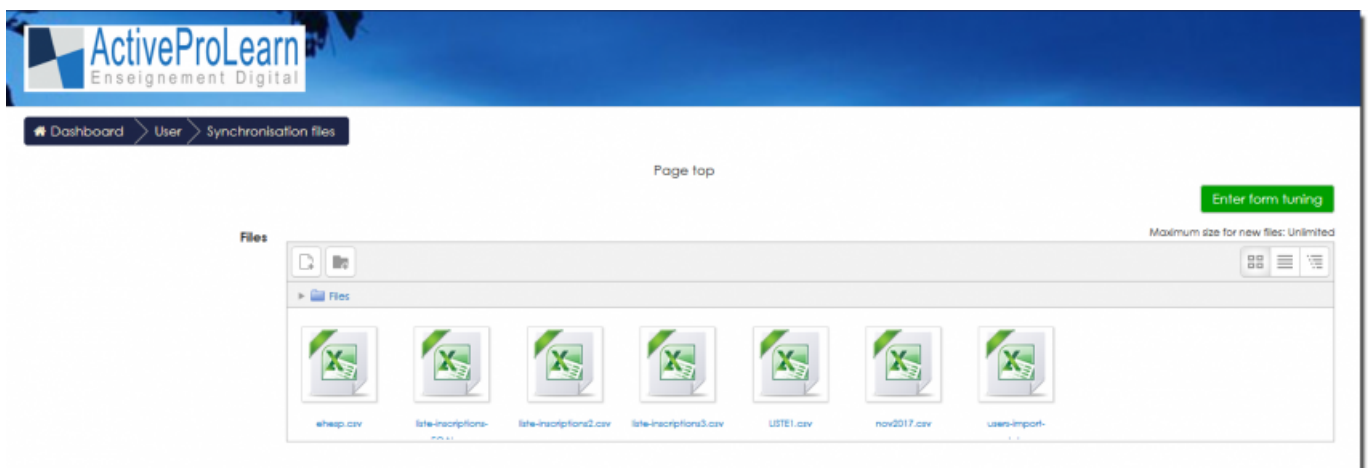 ActiveProLearn
Enseignement Digital
Dashboard User Synchronisation files
Page top
Enter form tuning
Maximum size for new files: Unlimited
Files
Files
ehesp.csv liste-inscriptions- liste-inscriptions2.csv liste-inscriptions3.csv LISTE1.csv nov2017.csv users-import-